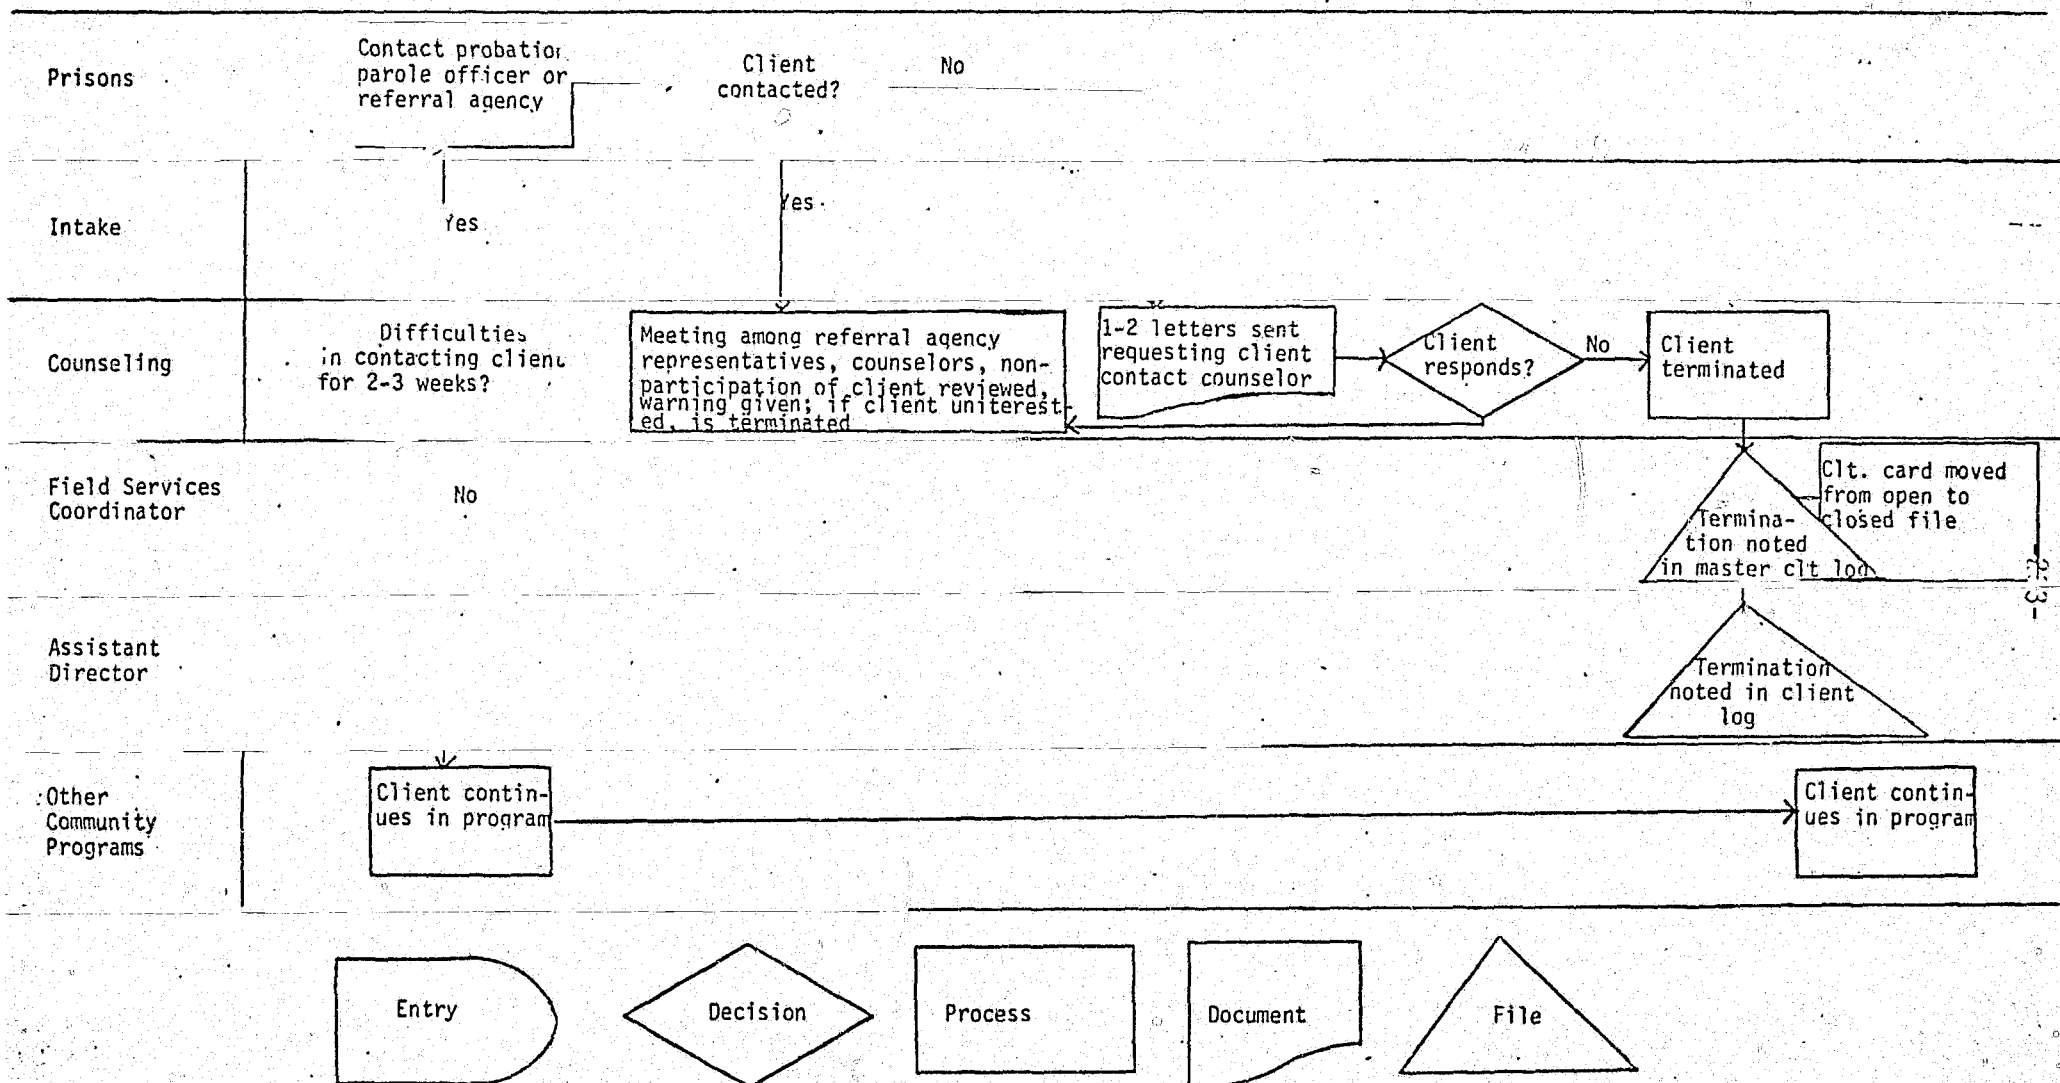 Prisons
Contact probation
parole officer or
referral agency
Client
contacted?
No
Intake
Yes
Yes
Counseling
Difficulties
in contacting client
for 2-3 weeks?
Meeting among referral agency
representatives, counselors, non-
participation of client reviewed,
warning given; if client uniterest-
ed, is terminated
1-2 letters sent
requesting client
contact counselor
Client
responds?
No
Client
terminated
Field Services
Coordinator
No
Termina-
tion noted
in master clt log
Clt. card moved
from open to
closed file
Assistant
Director
Termination
noted in client
log
Other
Community
Programs
Client contin-
ues in program
Client contin-
ues in program
Entry
Decision
Process
Document
File